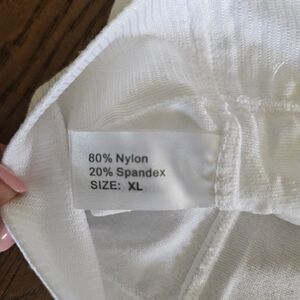 80% Nylon
20% Spandex
SIZE: XL